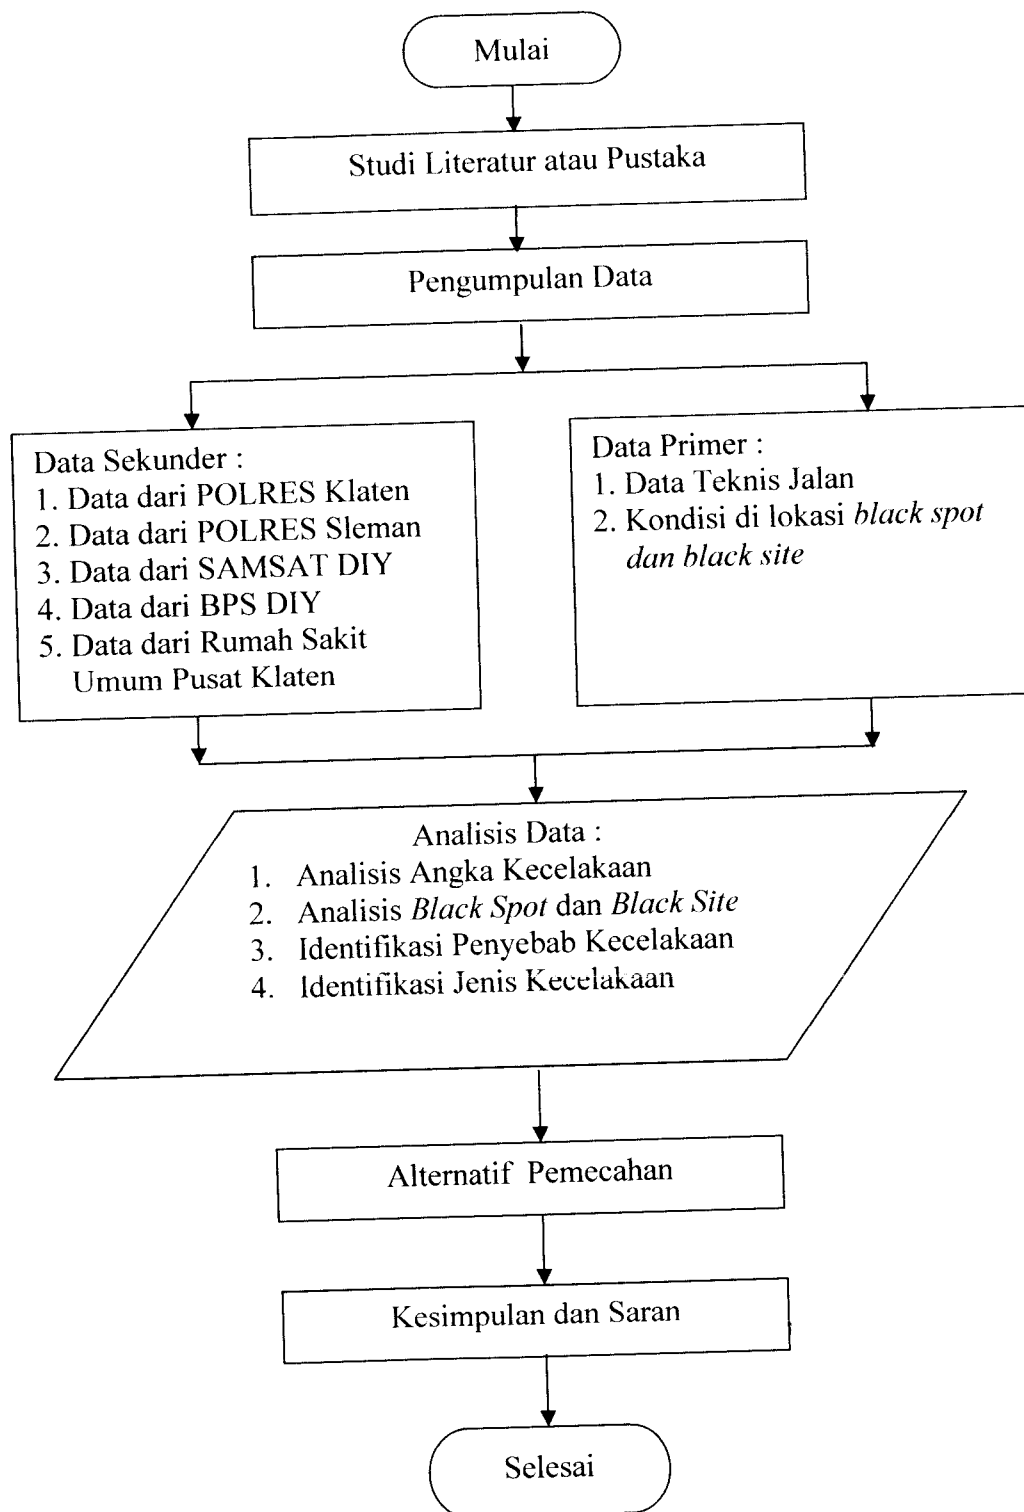 Mulai
Studi Literatur atau Pustaka
Pengumpulan Data
Data Sekunder :
1. Data dari POLRES Klaten
2. Data dari POLRES Sleman
3. Data dari SAMSAT DIY
4. Data dari BPS DIY
5. Data dari Rumah Sakit
Umum Pusat Klaten
Data Primer :
1. Data Teknis Jalan
2. Kondisi di lokasi black spot
dan black site
Analisis Data :
1. Analisis Angka Kecelakaan
2. Analisis Black Spot dan Black Site
3. Identifikasi Penyebab Kecelakaan
4. Identifikasi Jenis Kecelakaan
Alternatif Pemecahan
Kesimpulan dan Saran
Selesai